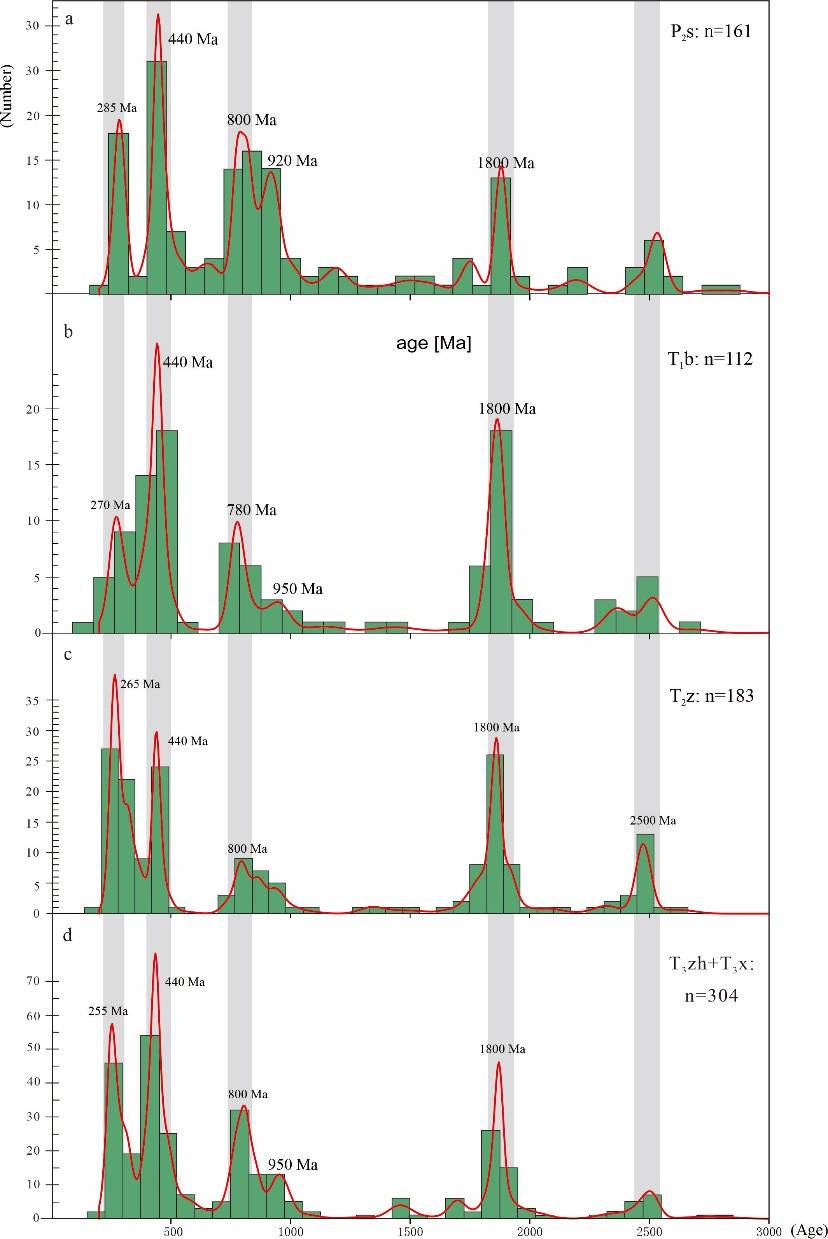 a
P₂s: n=161
(Number)
440 Ma
285 Ma
800 Ma
920 Ma
1800 Ma
30
30
20
15
10
5
b
age [Ma]
T₁b: n=112
440 Ma
1800 Ma
270 Ma
780 Ma
950 Ma
20
15
10
5
0
c
T₂z: n=183
265 Ma
440 Ma
1800 Ma
800 Ma
2500 Ma
35
30
25
20
15
10
5
0
d
T₃zh+T₃x:
n=304
440 Ma
255 Ma
1800 Ma
800 Ma
950 Ma
70
60
50
40
30
20
10
0
500 1000 1500 2000 2500 3000 (Age)